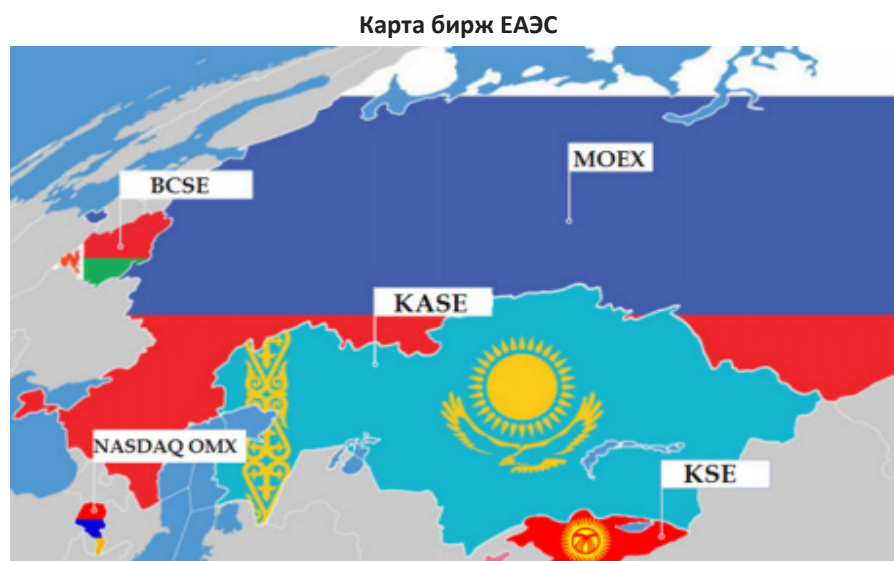 Карта бирж ЕАЭС
MOEX
BCSE
KASE
NASDAQ OMX
KSE